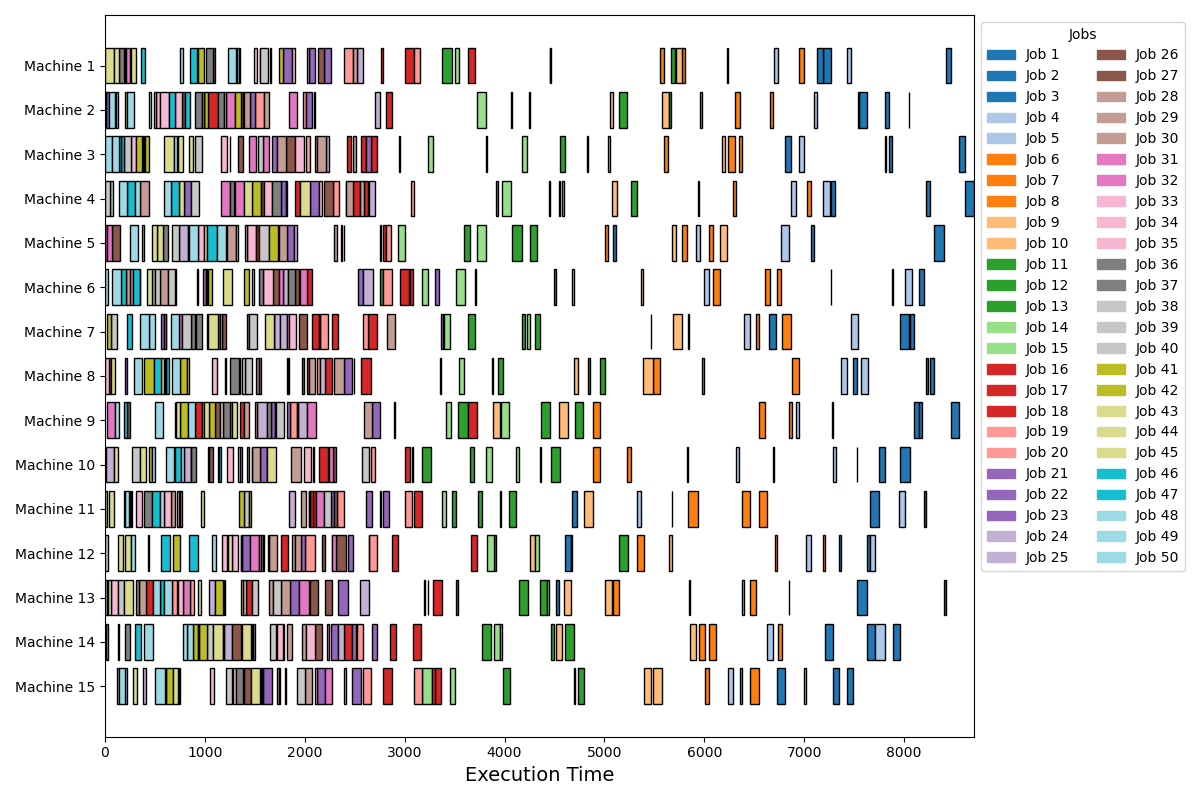 Machine 1
Machine 2
Machine 3
Machine 4
Machine 5
Machine 6
Machine 7
Machine 8
Machine 9
Machine 10
Machine 11
Machine 12
Machine 13
Machine 14
Machine 15
0 1000 2000 3000 4000 5000 6000 7000 8000
Execution Time
Jobs
Job 1
Job 2
Job 3
Job 4
Job 5
Job 6
Job 7
Job 8
Job 9
Job 10
Job 11
Job 12
Job 13
Job 14
Job 15
Job 16
Job 17
Job 18
Job 19
Job 20
Job 21
Job 22
Job 23
Job 24
Job 25
Job 26
Job 27
Job 28
Job 29
Job 30
Job 31
Job 32
Job 33
Job 34
Job 35
Job 36
Job 37
Job 38
Job 39
Job 40
Job 41
Job 42
Job 43
Job 44
Job 45
Job 46
Job 47
Job 48
Job 49
Job 50